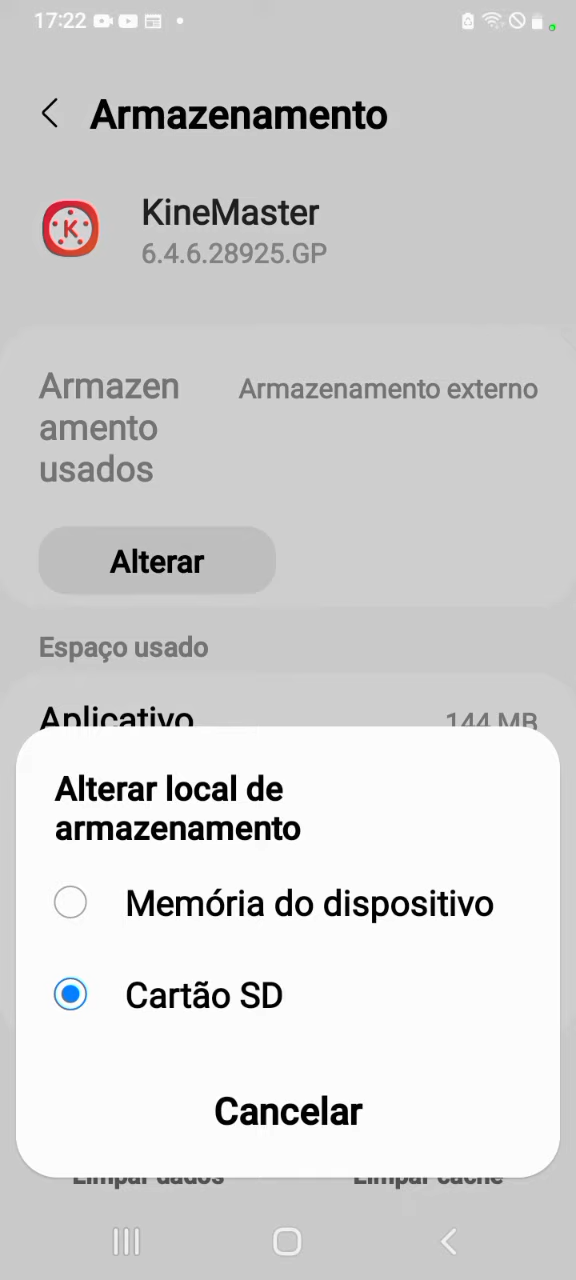 17:22
Armazenamento
KineMaster
6.4.6.28925.GP
Armazen
amento
usados
Armazenamento externo
Alterar
Espaço usado
Aplicativo 144 MB
Alterar local de
armazenamento
Memória do dispositivo
Cartão SD
Cancelar
Limpar dados Limpar cache